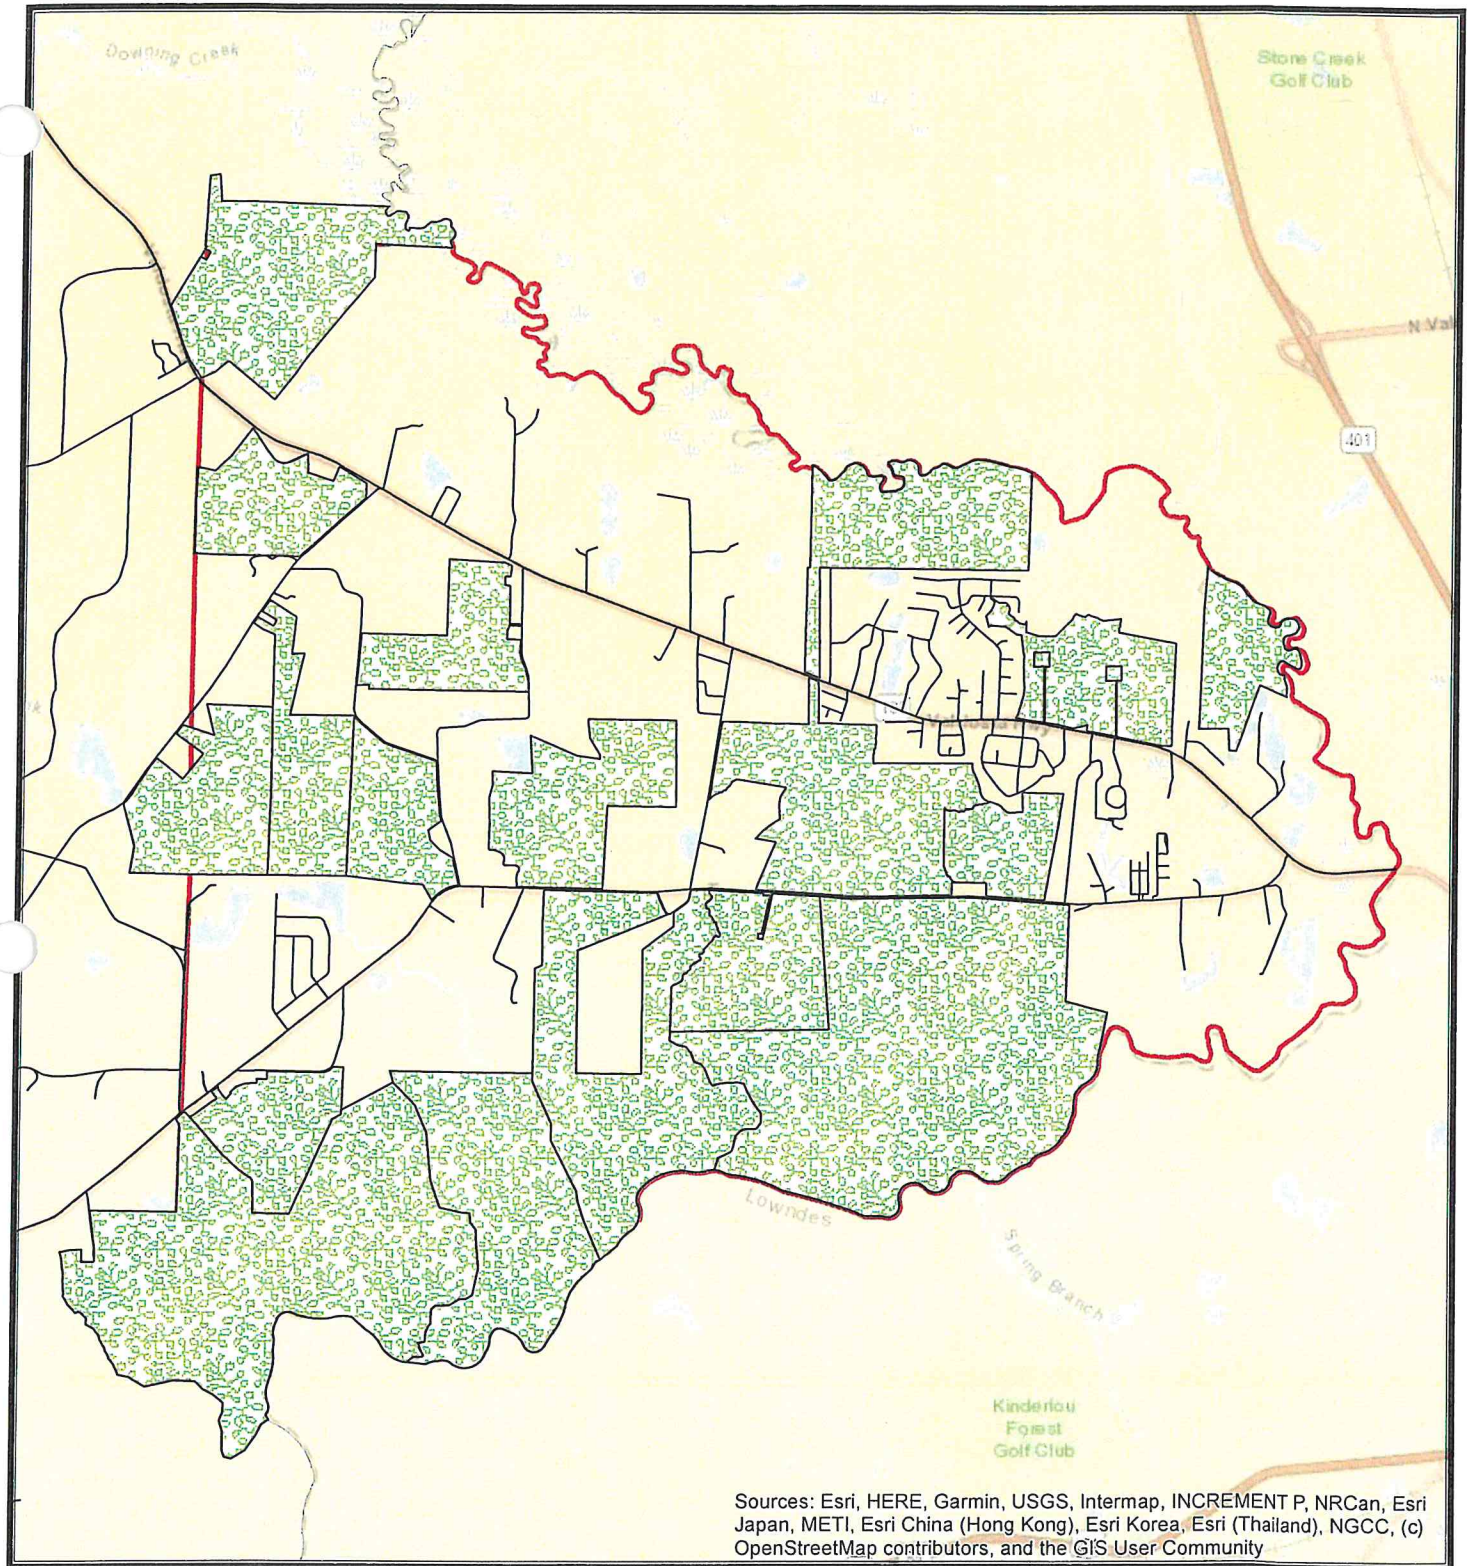 Downing Creek
Stone Creek
Golf Club
N Val
401
Valdosta Hwy
Lowndes
Spring Branch
Kinderlou
Forest
Golf Club
Sources: Esri, HERE, Garmin, USGS, Intermap, INCREMENT P, NRCan, Esri
Japan, METI, Esri China (Hong Kong), Esri Korea, Esri (Thailand), NGCC, (c)
OpenStreetMap contributors, and the GIS User Community